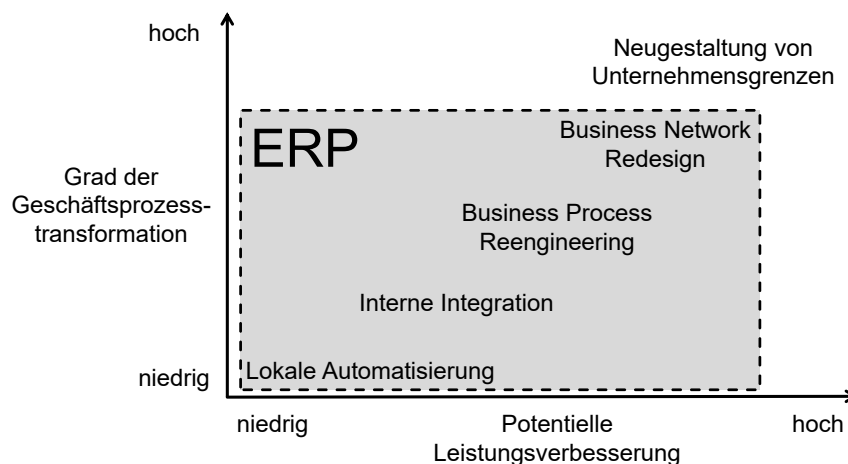 hoch
Neugestaltung von
Unternehmensgrenzen
ERP
Business Network
Redesign
Grad der
Geschäftsprozess-
transformation
Business Process
Reengineering
Interne Integration
Lokale Automatisierung
niedrig
niedrig
Potentielle
Leistungsverbesserung
hoch